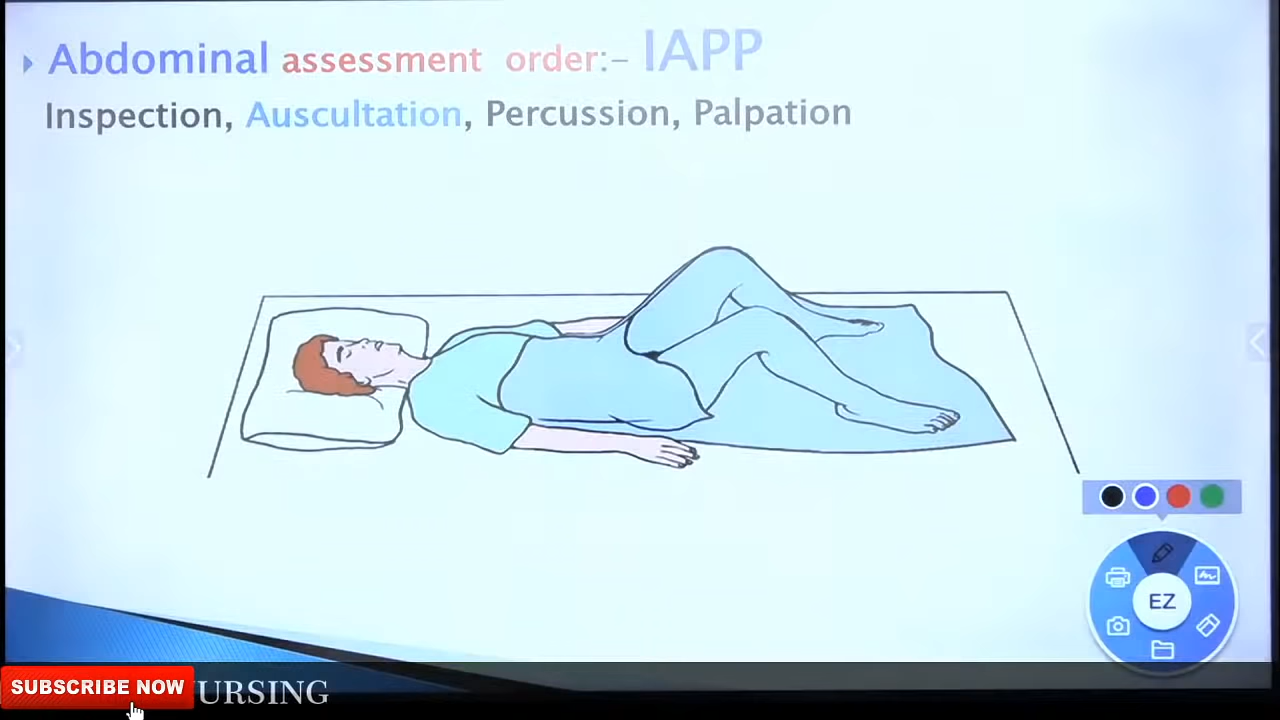 Abdominal assessment order:- IAPP
Inspection, Auscultation, Percussion, Palpation
EZ
SUBSCRIBE NOW
URSING